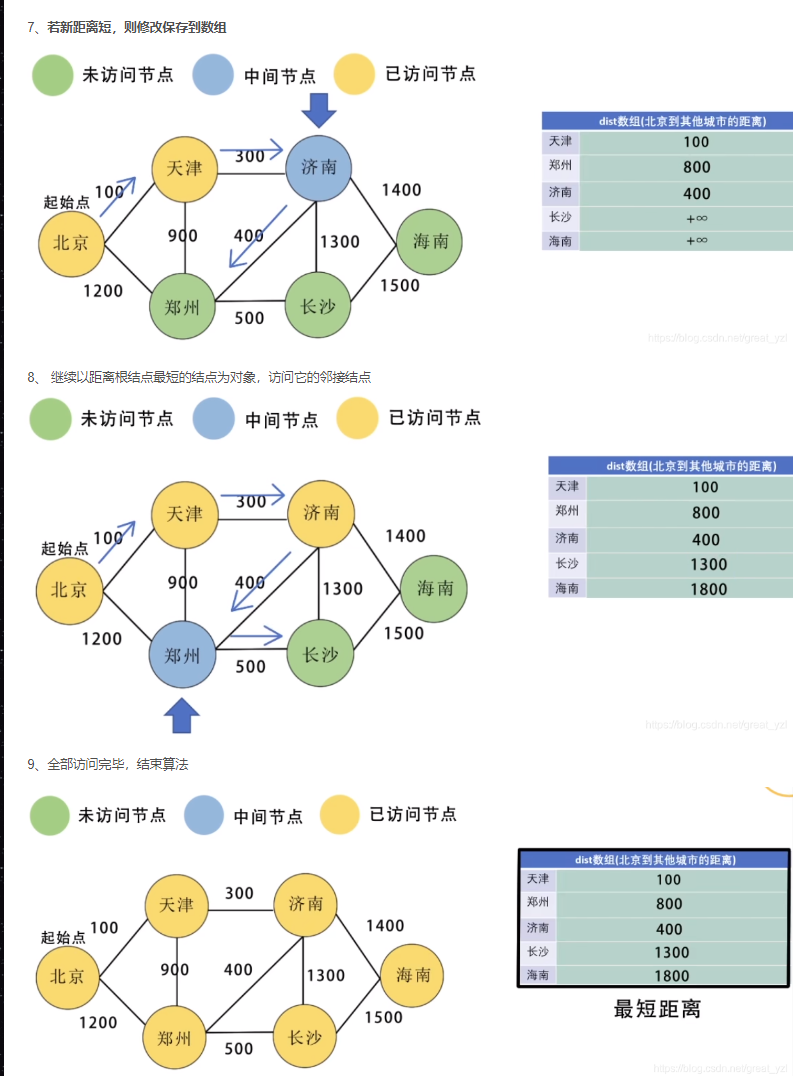 7、若新距离短，则修改保存到数组
未访问节点 中间节点 已访问节点
dist数组(北京到其他城市的距离)
天津 100
郑州 800
济南 400
长沙 +∞
海南 +∞
起始点
北京
天津
济南
郑州
长沙
海南
100
300
1400
900
400
1300
1200
500
1500
https://blog.csdn.net/great_yzl
8、 继续以距离根结点最短的结点为对象，访问它的邻接结点
未访问节点 中间节点 已访问节点
dist数组(北京到其他城市的距离)
天津 100
郑州 800
济南 400
长沙 1300
海南 1800
起始点
北京
天津
济南
郑州
长沙
海南
100
300
1400
900
400
1300
1200
500
1500
https://blog.csdn.net/great_yzl
9、全部访问完毕，结束算法
未访问节点 中间节点 已访问节点
dist数组(北京到其他城市的距离)
天津 100
郑州 800
济南 400
长沙 1300
海南 1800
最短距离
起始点
北京
天津
济南
郑州
长沙
海南
100
300
1400
900
400
1300
1200
500
1500
https://blog.csdn.net/great_yzl